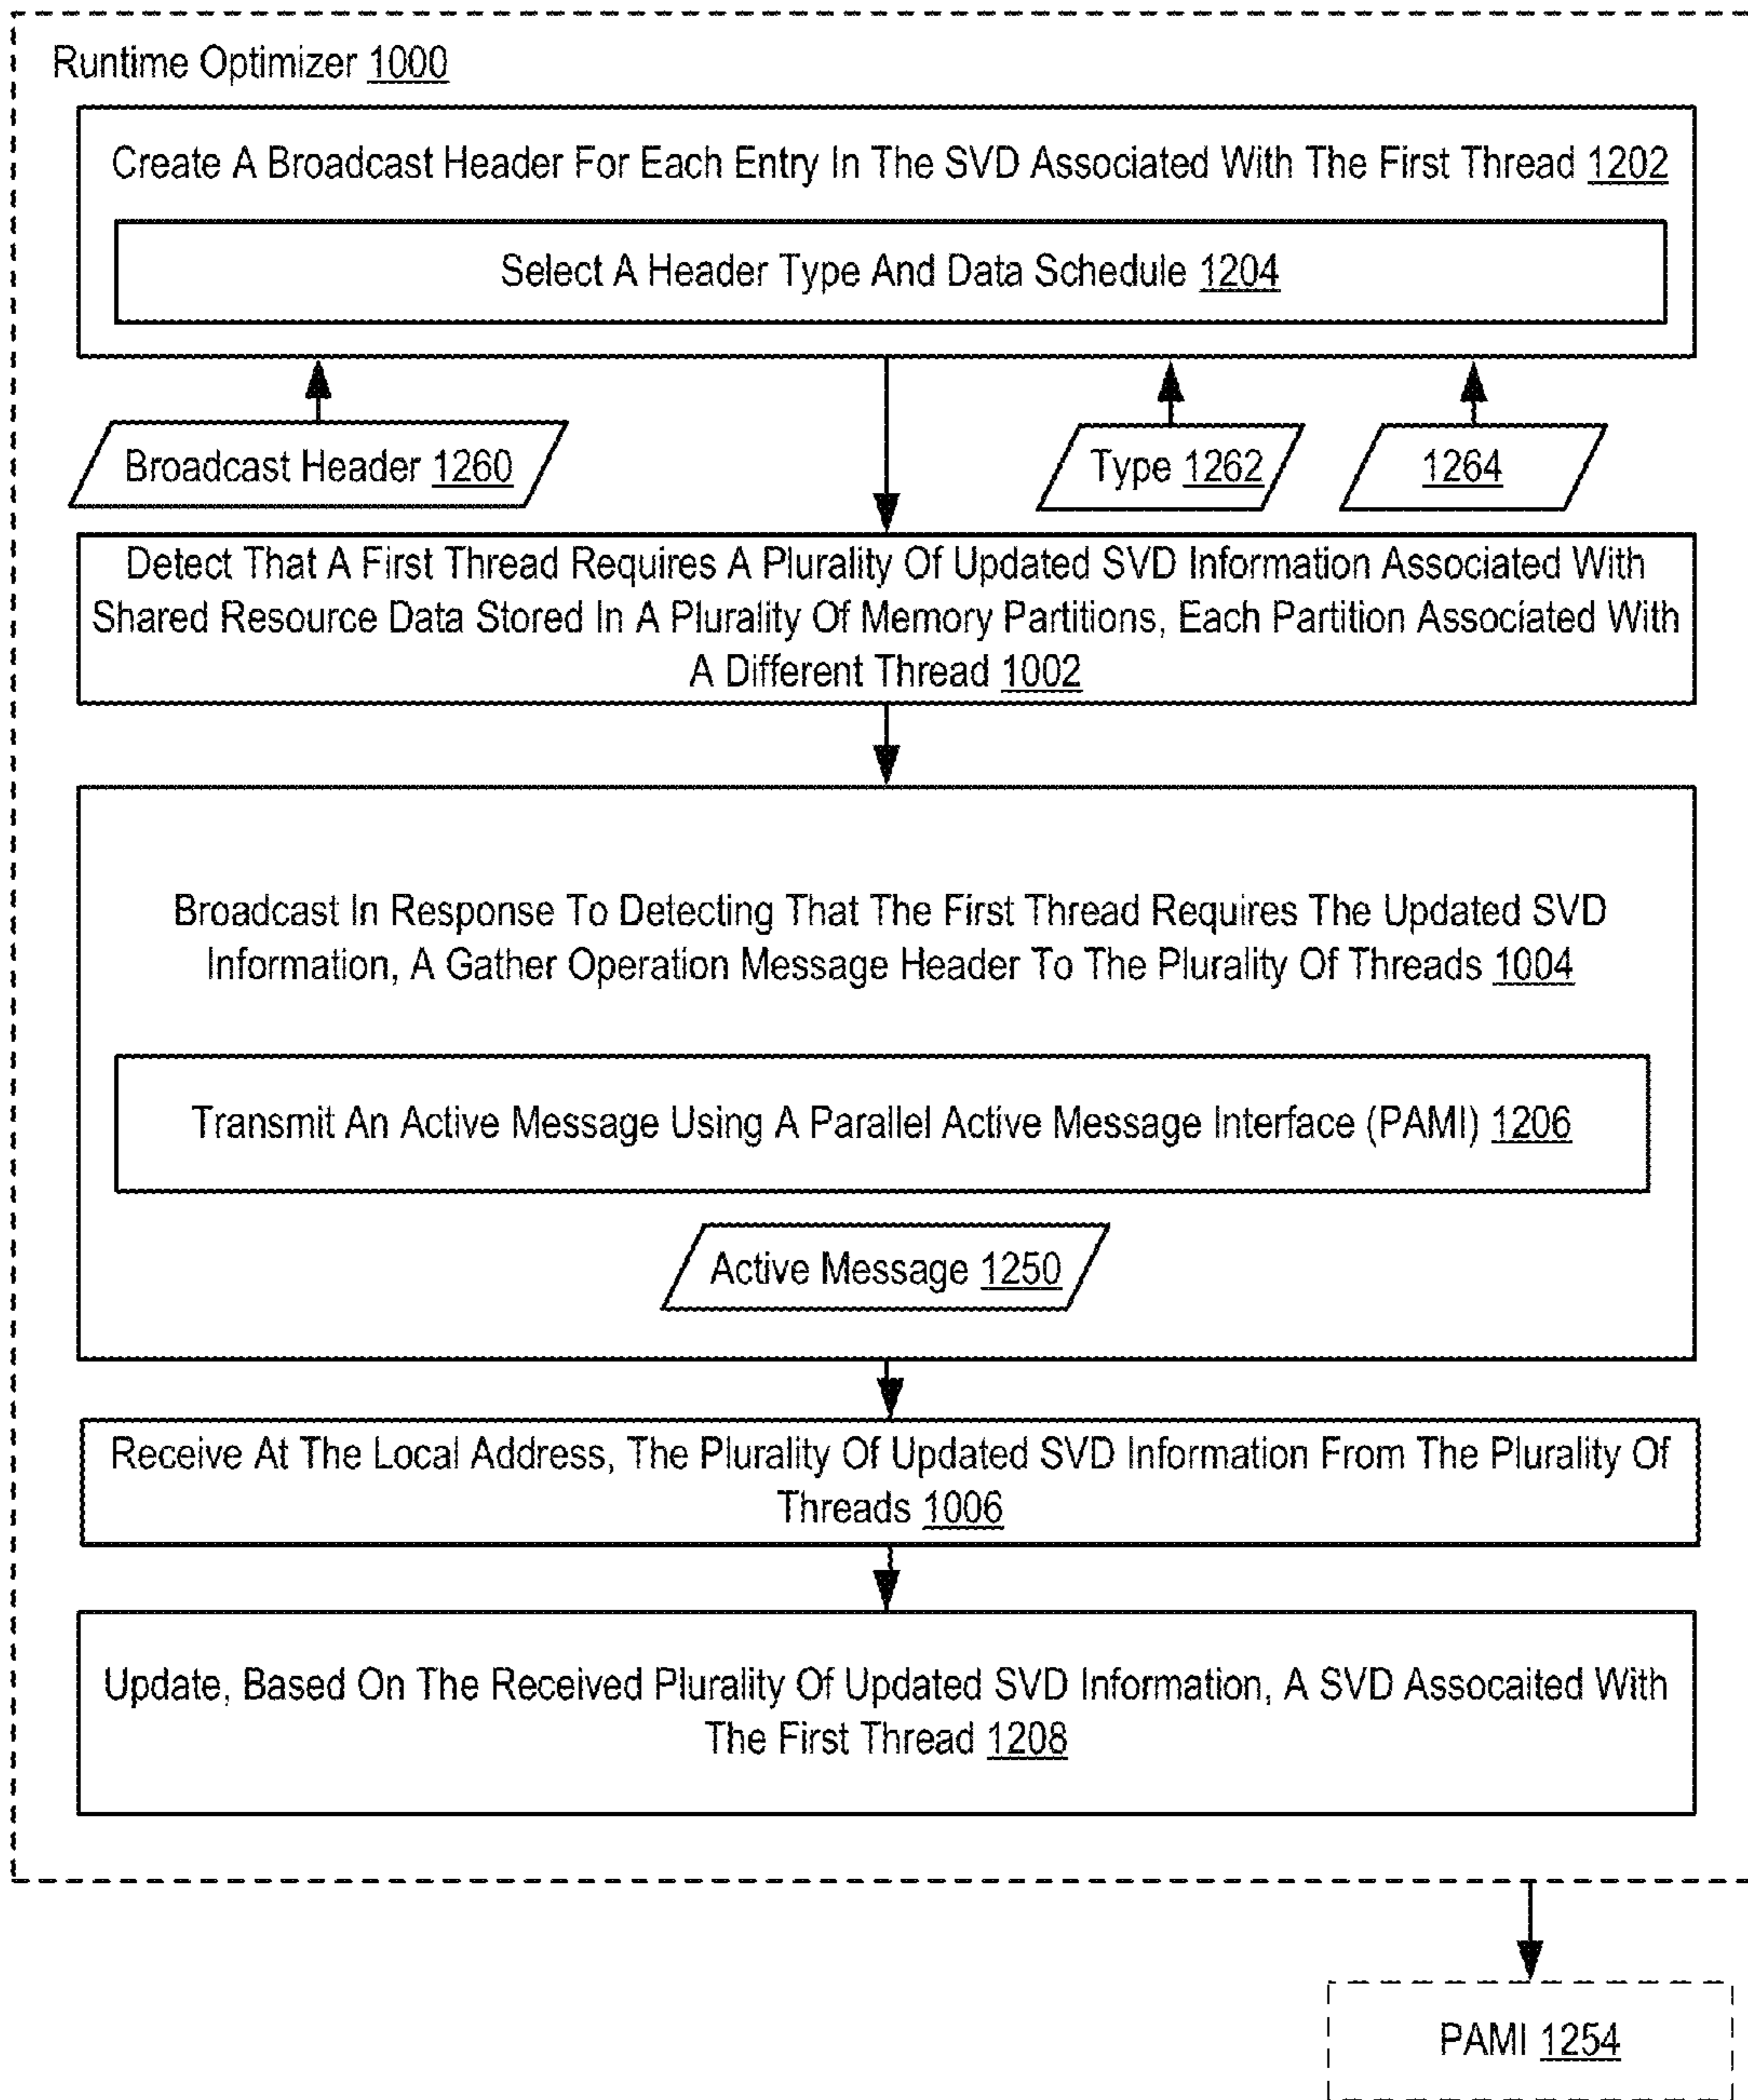 Runtime Optimizer 1000
Create A Broadcast Header For Each Entry In The SVD Associated With The First Thread 1202
Select A Header Type And Data Schedule 1204
Broadcast Header 1260
Type 1262
1264
Detect That A First Thread Requires A Plurality Of Updated SVD Information Associated With
Shared Resource Data Stored In A Plurality Of Memory Partitions, Each Partition Associated With
A Different Thread 1002
Broadcast In Response To Detecting That The First Thread Requires The Updated SVD
Information, A Gather Operation Message Header To The Plurality Of Threads 1004
Transmit An Active Message Using A Parallel Active Message Interface (PAMI) 1206
Active Message 1250
Receive At The Local Address, The Plurality Of Updated SVD Information From The Plurality Of
Threads 1006
Update, Based On The Received Plurality Of Updated SVD Information, A SVD Assocaited With
The First Thread 1208
PAMI 1254